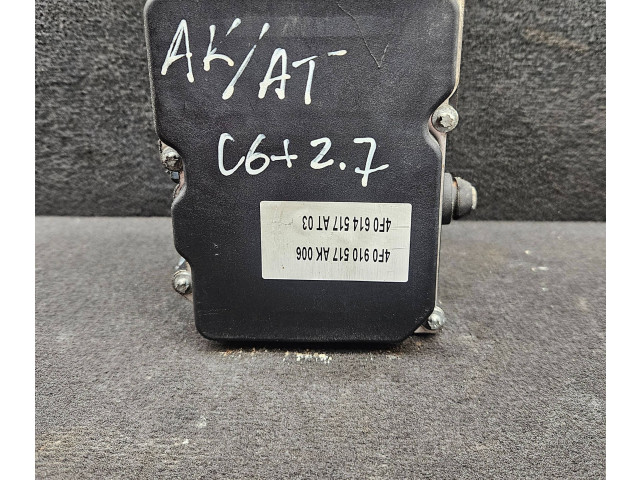 AK/AT
C6+2.7
4F0 910 517 AK 006
4F0 614 517 AT 03